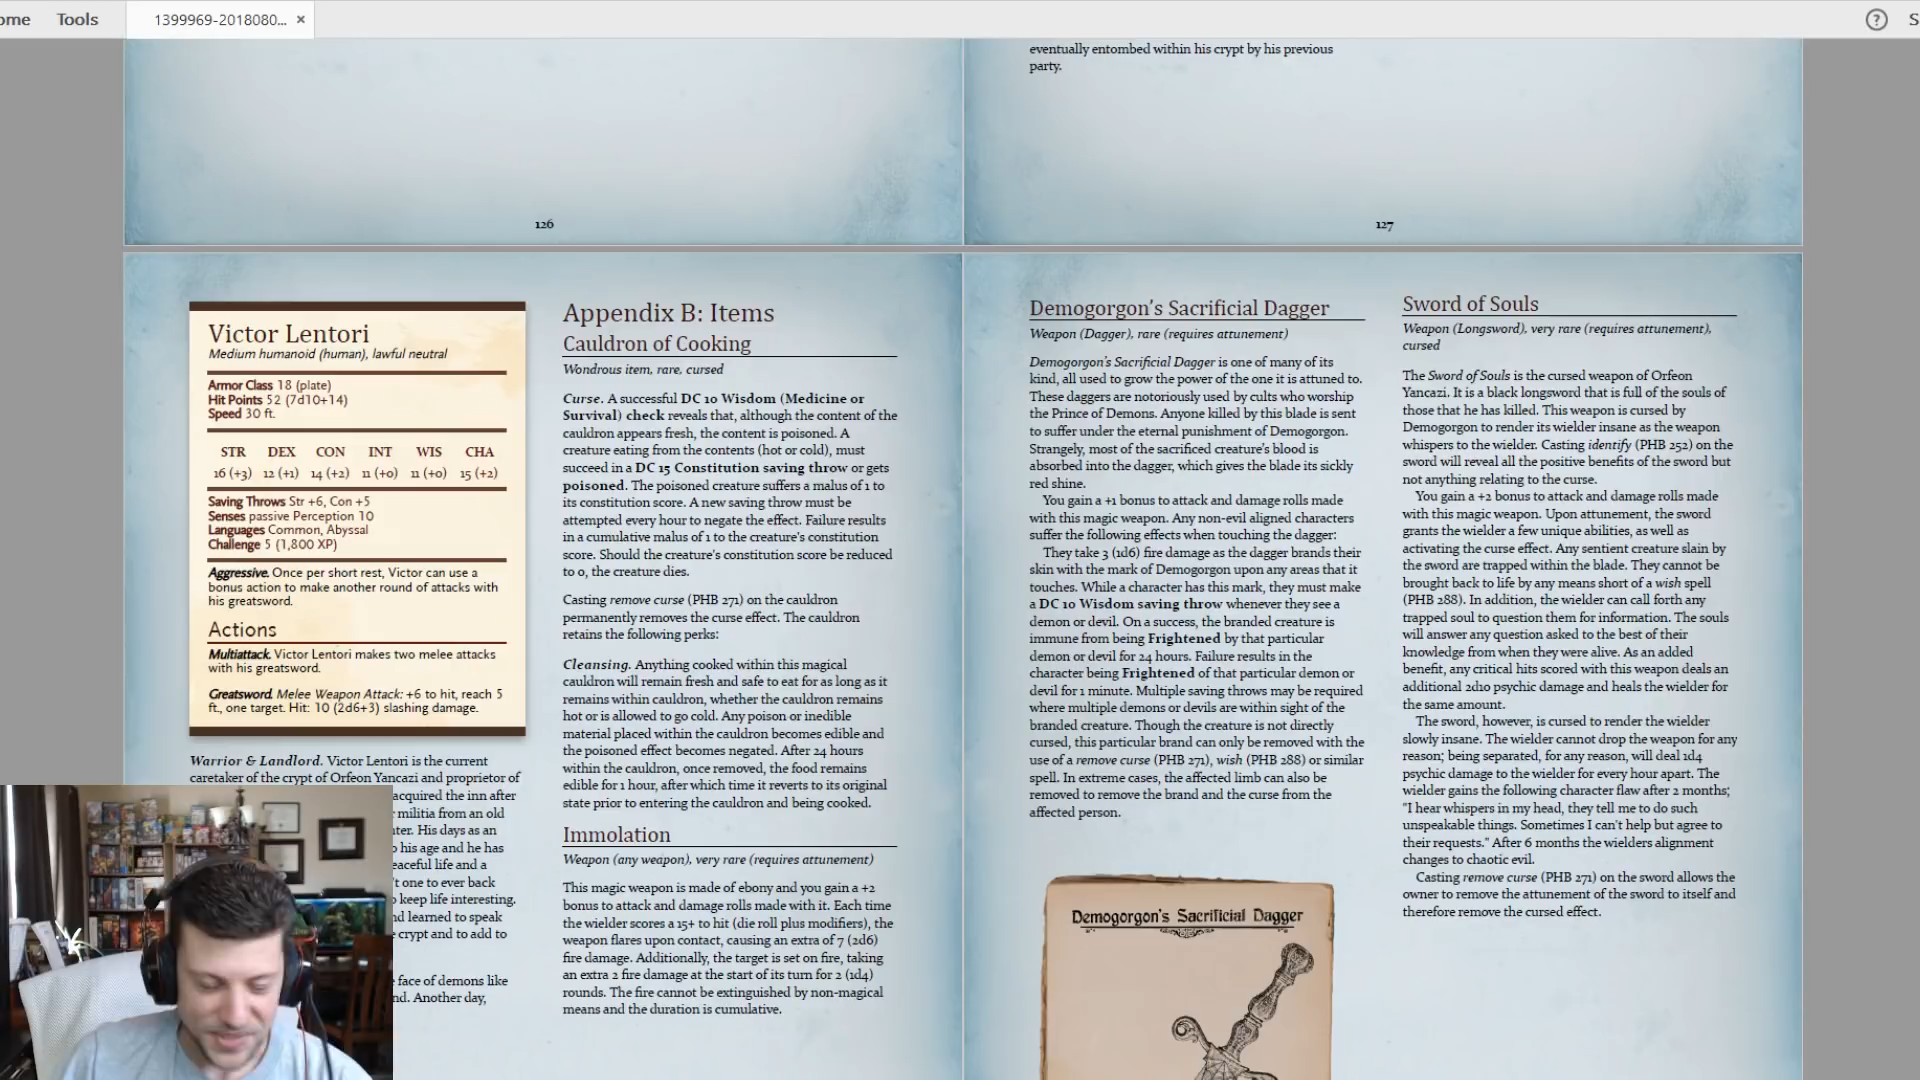 ome
Tools
1399969-2018080...
×
?
S
eventually entombed within his crypt by his previous
party.
126
127
Victor Lentori
Medium humanoid (human), lawful neutral
Armor Class 18 (plate)
Hit Points 52 (7d10+14)
Speed 30 ft.
STR DEX CON INT WIS CHA
16 (+3) 12 (+1) 14 (+2) 11 (+0) 11 (+0) 15 (+2)
Saving Throws Str +6, Con +5
Senses passive Perception 10
Languages Common, Abyssal
Challenge 5 (1,800 XP)
Aggressive. Once per short rest, Victor can use a
bonus action to make another round of attacks with
his greatsword.
Actions
Multiattack. Victor Lentori makes two melee attacks
with his greatsword.
Greatsword. Melee Weapon Attack: +6 to hit, reach 5
ft., one target. Hit: 10 (2d6+3) slashing damage.
Warrior & Landlord. Victor Lentori is the current
caretaker of the crypt of Orfeon Yancazi and proprietor of
acquired the inn after
militia from an old
His days as an
his age and he has
eaceful life and a
't one to ever back
keep life interesting.
nd learned to speak
crypt and to add to
face of demons like
nd. Another day,
Appendix B: Items
Cauldron of Cooking
Wondrous item, rare, cursed
Curse. A successful DC 10 Wisdom (Medicine or
Survival) check reveals that, although the content of the
cauldron appears fresh, the content is poisoned. A
creature eating from the contents (hot or cold), must
succeed in a DC 15 Constitution saving throw or gets
poisoned. The poisoned creature suffers a malus of 1 to
its constitution score. A new saving throw must be
attempted every hour to negate the effect. Failure results
in a cumulative malus of 1 to the creature's constitution
score. Should the creature's constitution score be reduced
to 0, the creature dies.
Casting remove curse (PHB 271) on the cauldron
permanently removes the curse effect. The cauldron
retains the following perks:
Cleansing. Anything cooked within this magical
cauldron will remain fresh and safe to eat for as long as it
remains within cauldron, whether the cauldron remains
hot or is allowed to go cold. Any poison or inedible
material placed within the cauldron becomes edible and
the poisoned effect becomes negated. After 24 hours
within the cauldron, once removed, the food remains
edible for 1 hour, after which time it reverts to its original
state prior to entering the cauldron and being cooked.
Immolation
Weapon (any weapon), very rare (requires attunement)
This magic weapon is made of ebony and you gain a +2
bonus to attack and damage rolls made with it. Each time
the wielder scores a 15+ to hit (die roll plus modifiers), the
weapon flares upon contact, causing an extra of 7 (2d6)
fire damage. Additionally, the target is set on fire, taking
an extra 2 fire damage at the start of its turn for 2 (1d4)
rounds. The fire cannot be extinguished by non-magical
means and the duration is cumulative.
Demogorgon's Sacrificial Dagger
Weapon (Dagger), rare (requires attunement)
Demogorgon's Sacrificial Dagger is one of many of its
kind, all used to grow the power of the one it is attuned to.
These daggers are notoriously used by cults who worship
the Prince of Demons. Anyone killed by this blade is sent
to suffer under the eternal punishment of Demogorgon.
Strangely, most of the sacrificed creature's blood is
absorbed into the dagger, which gives the blade its sickly
red shine.
You gain a +1 bonus to attack and damage rolls made
with this magic weapon. Any non-evil aligned characters
suffer the following effects when touching the dagger:
They take 3 (1d6) fire damage as the dagger brands their
skin with the mark of Demogorgon upon any areas that it
touches. While a character has this mark, they must make
a DC 10 Wisdom saving throw whenever they see a
demon or devil. On a success, the branded creature is
immune from being Frightened by that particular
demon or devil for 24 hours. Failure results in the
character being Frightened of that particular demon or
devil for 1 minute. Multiple saving throws may be required
where multiple demons or devils are within sight of the
branded creature. Though the creature is not directly
cursed, this particular brand can only be removed with the
use of a remove curse (PHB 271), wish (PHB 288) or similar
spell. In extreme cases, the affected limb can also be
removed to remove the brand and the curse from the
affected person.
Demogorgon's Sacrificial Dagger
Sword of Souls
Weapon (Longsword), very rare (requires attunement),
cursed
The Sword of Souls is the cursed weapon of Orfeon
Yancazi. It is a black longsword that is full of the souls of
those that he has killed. This weapon is cursed by
Demogorgon to render its wielder insane as the weapon
whispers to the wielder. Casting identify (PHB 252) on the
sword will reveal all the positive benefits of the sword but
not anything relating to the curse.
You gain a +2 bonus to attack and damage rolls made
with this magic weapon. Upon attunement, the sword
grants the wielder a few unique abilities, as well as
activating the curse effect. Any sentient creature slain by
the sword are trapped within the blade. They cannot be
brought back to life by any means short of a wish spell
(PHB 288). In addition, the wielder can call forth any
trapped soul to question them for information. The souls
will answer any question asked to the best of their
knowledge from when they were alive. As an added
benefit, any critical hits scored with this weapon deals an
additional 2d10 psychic damage and heals the wielder for
the same amount.
The sword, however, is cursed to render the wielder
slowly insane. The wielder cannot drop the weapon for any
reason; being separated, for any reason, will deal 1d4
psychic damage to the wielder for every hour apart. The
wielder gains the following character flaw after 2 months;
"I hear whispers in my head, they tell me to do such
unspeakable things. Sometimes I can't help but agree to
their requests." After 6 months the wielders alignment
changes to chaotic evil.
Casting remove curse (PHB 271) on the sword allows the
owner to remove the attunement of the sword to itself and
therefore remove the cursed effect.